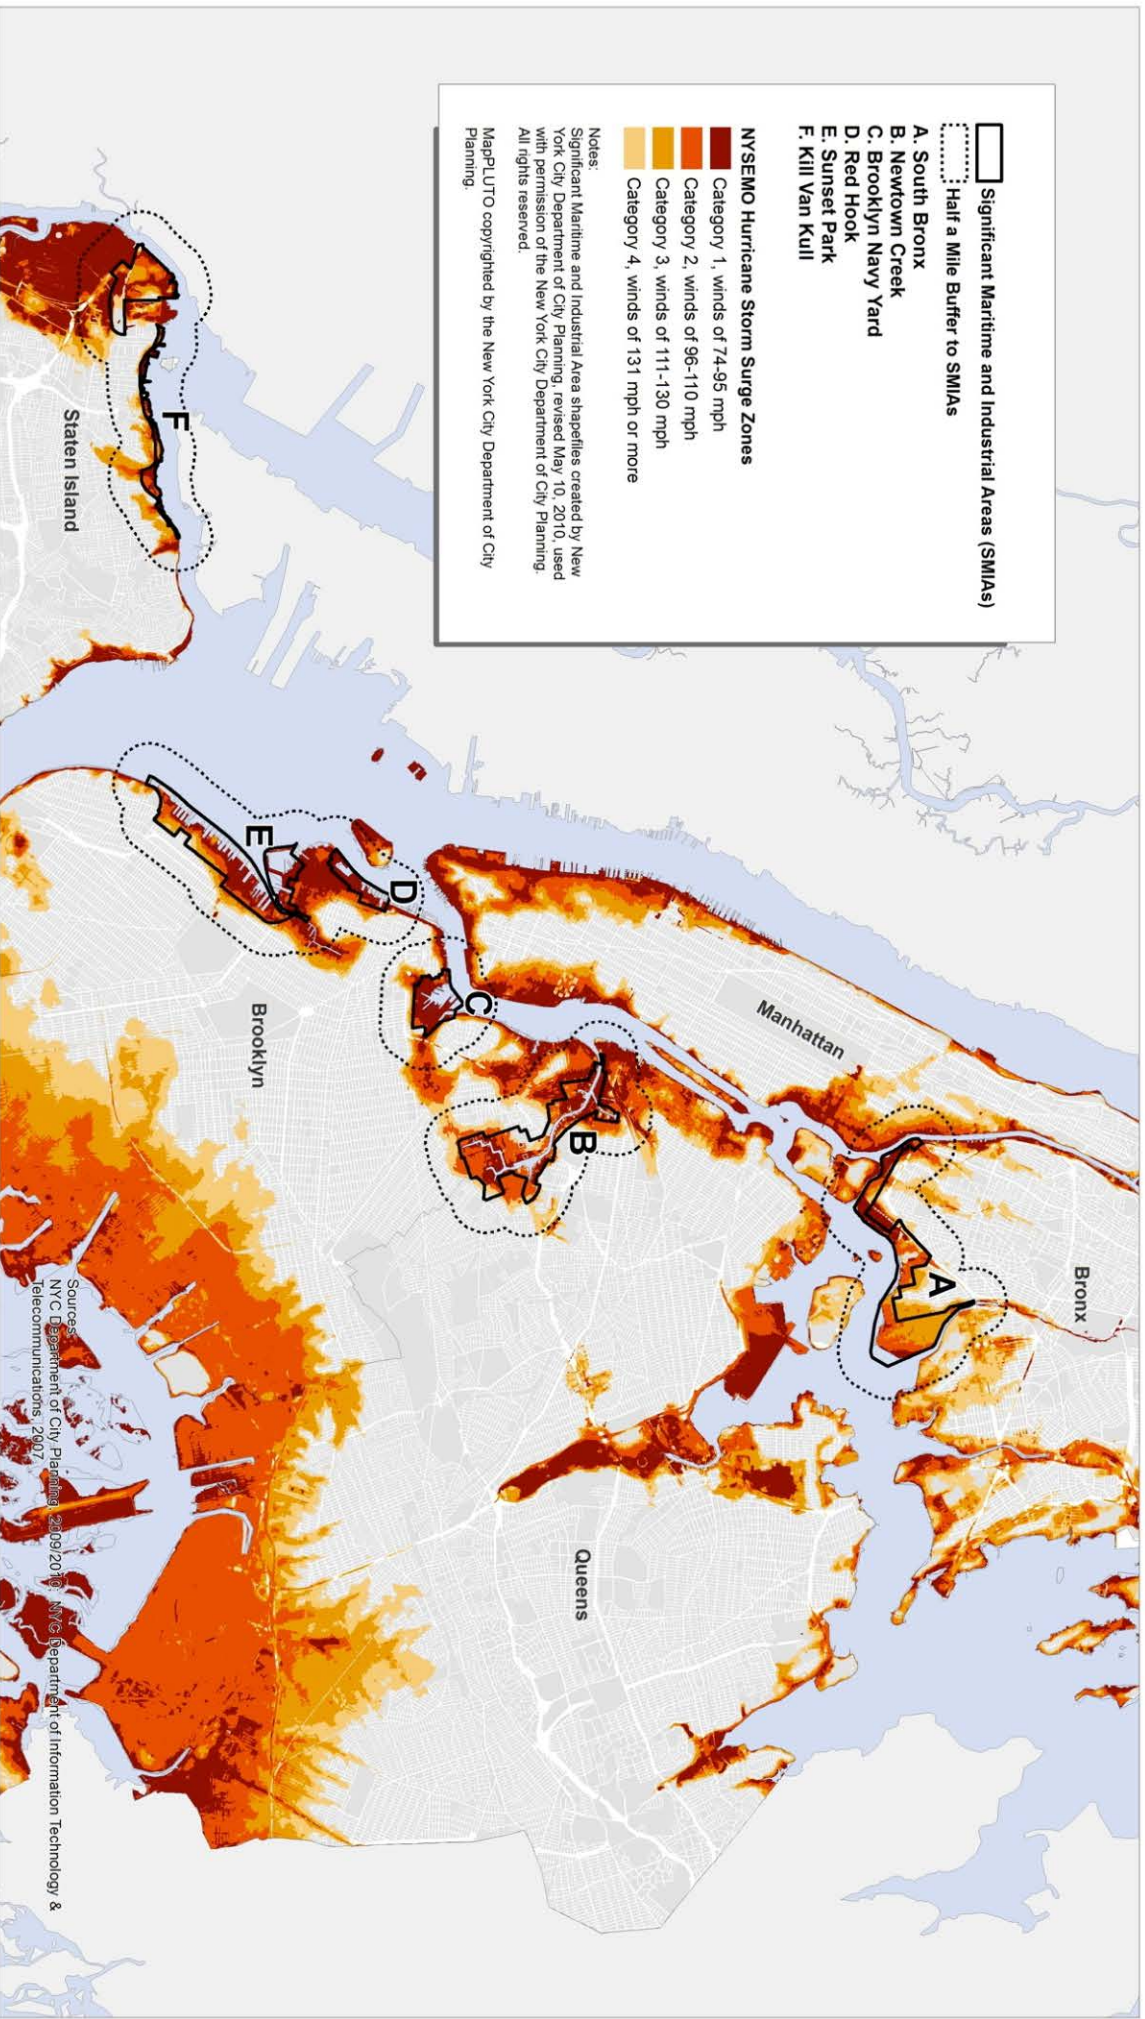 Significant Maritime and Industrial Areas (SMIAs)
Half a Mile Buffer to SMIAs
A. South Bronx
B. Newtown Creek
C. Brooklyn Navy Yard
D. Red Hook
E. Sunset Park
F. Kill Van Kull
NYSEMO Hurricane Storm Surge Zones
Category 1, winds of 74-95 mph
Category 2, winds of 96-110 mph
Category 3, winds of 111-130 mph
Category 4, winds of 131 mph or more
Notes:
Significant Maritime and Industrial Area shapefiles created by New
York City Department of City Planning, revised May 10, 2010, used
with permission of the New York City Department of City Planning.
All rights reserved.
MapPLUTO copyrighted by the New York City Department of City
Planning.
Bronx
A
Manhattan
B
Queens
C
D
E
Brooklyn
F
Staten Island
Sources:
NYC Department of City Planning, 2009/2010; NYC Department of Information Technology &
Telecommunications, 2007